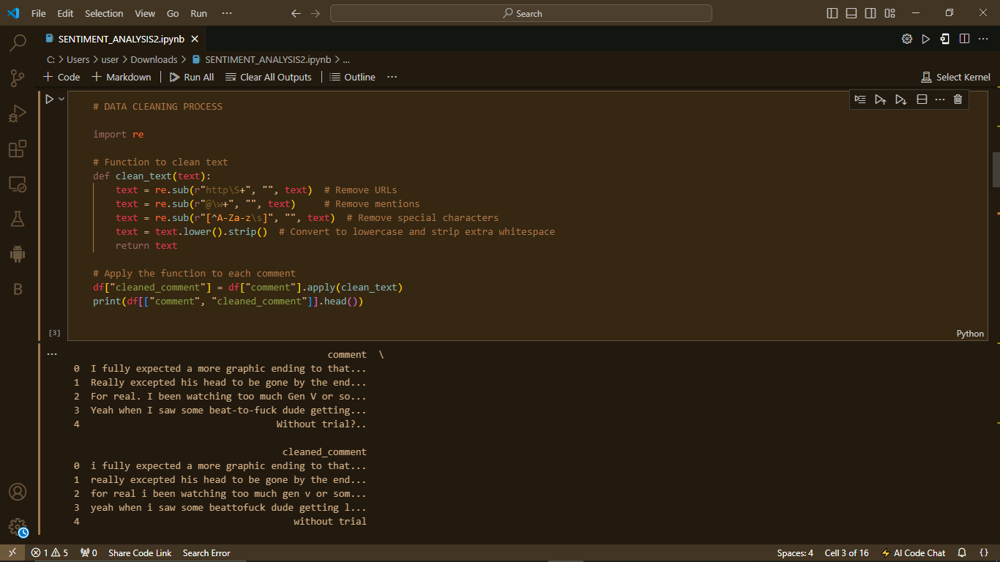 File Edit Selection View Go Run ··· Search
SENTIMENT_ANALYSIS2.ipynb
C: > Users > user > Downloads > SENTIMENT_ANALYSIS2.ipynb > ...
+ Code + Markdown Run All Clear All Outputs Outline ··· Select Kernel
# DATA CLEANING PROCESS
import re
# Function to clean text
def clean_text(text):
    text = re.sub(r"http\S+", "", text)  # Remove URLs
    text = re.sub(r"@\w+", "", text)     # Remove mentions
    text = re.sub(r"[^A-Za-z\s]", "", text)  # Remove special characters
    text = text.lower().strip()  # Convert to lowercase and strip extra whitespace
    return text
# Apply the function to each comment
df["cleaned_comment"] = df["comment"].apply(clean_text)
print(df[["comment", "cleaned_comment"]].head())
[3] Python
··· comment \
0 I fully expected a more graphic ending to that...
1 Really excepted his head to be gone by the end...
2 For real. I been watching too much Gen V or so...
3 Yeah when I saw some beat-to-fuck dude getting...
4 Without trial?..
cleaned_comment
0 i fully expected a more graphic ending to that...
1 really excepted his head to be gone by the end...
2 for real i been watching too much gen v or som...
3 yeah when i saw some beattofuck dude getting l...
4 without trial
1 5 0 Share Code Link Search Error Spaces: 4 Cell 3 of 16 AI Code Chat {}